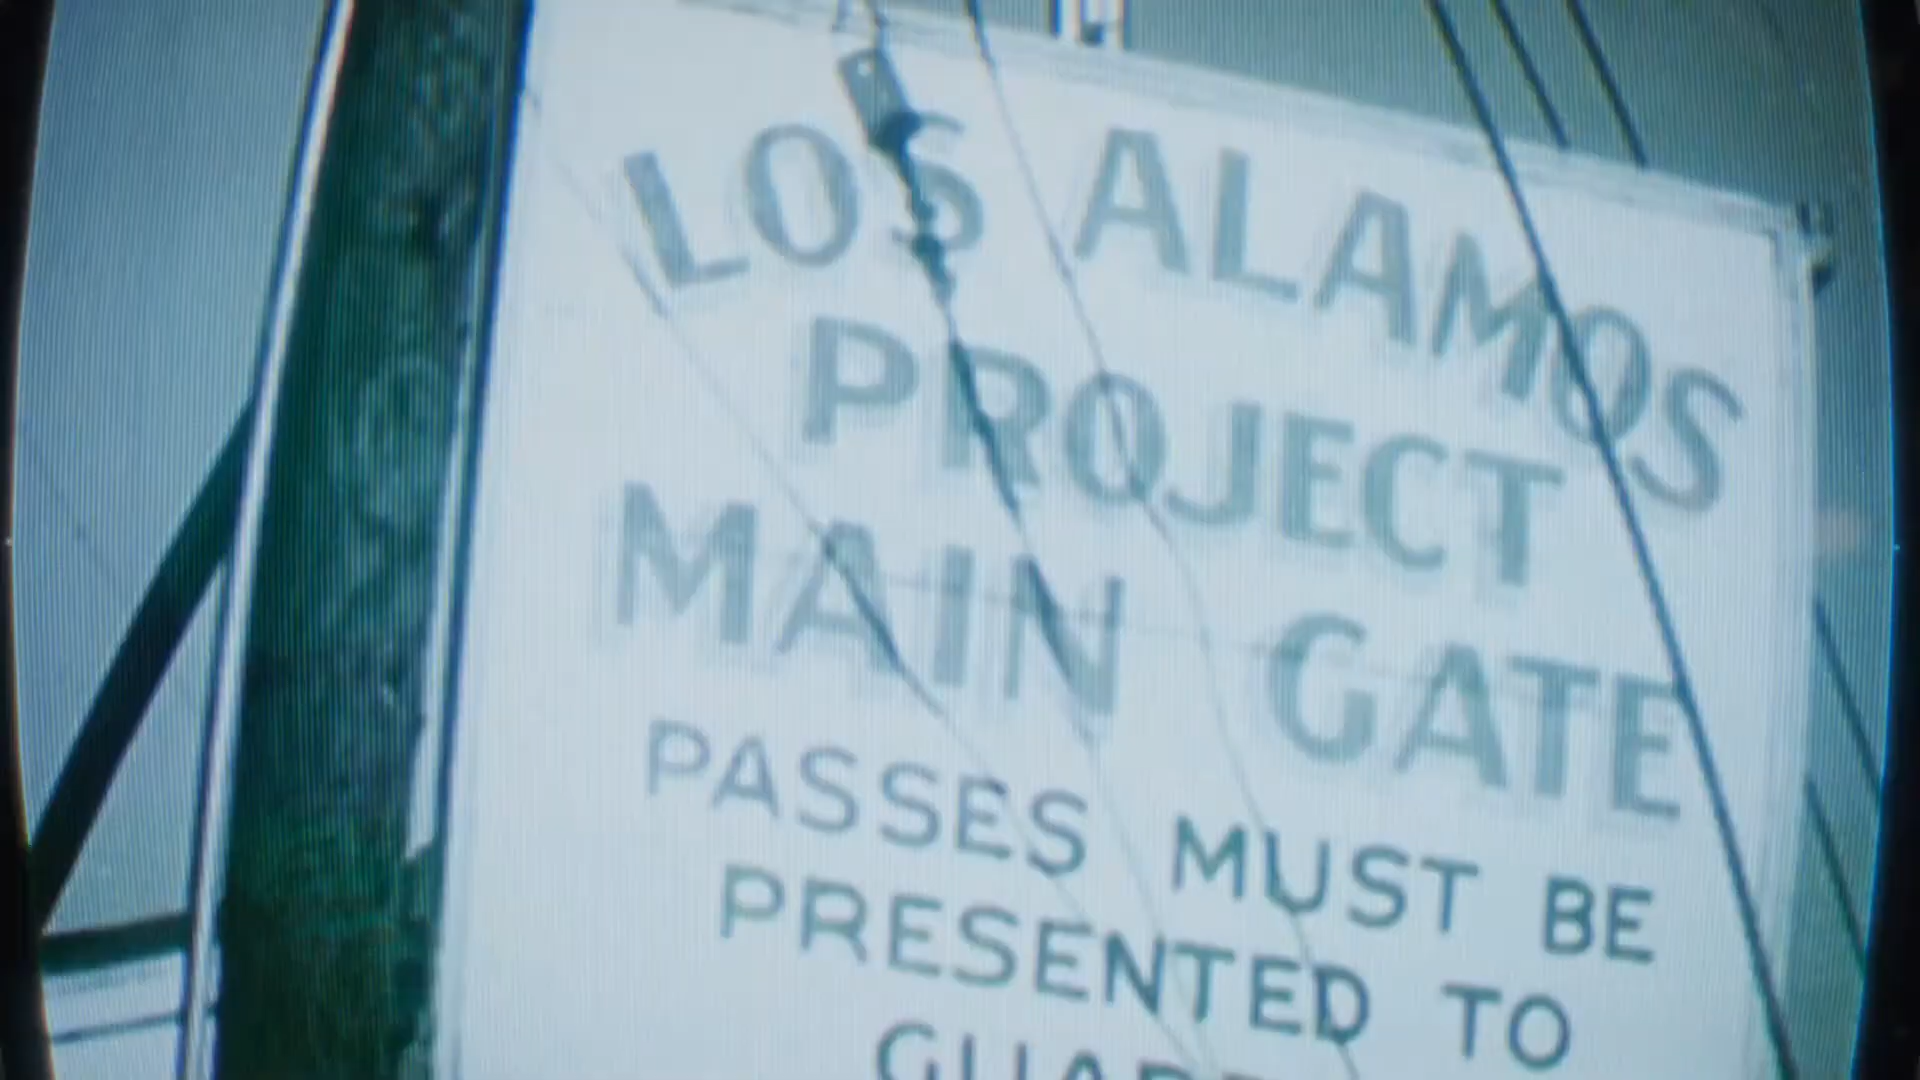 LOS ALAMOS
PROJECT
MAIN GATE
PASSES MUST BE
PRESENTED TO